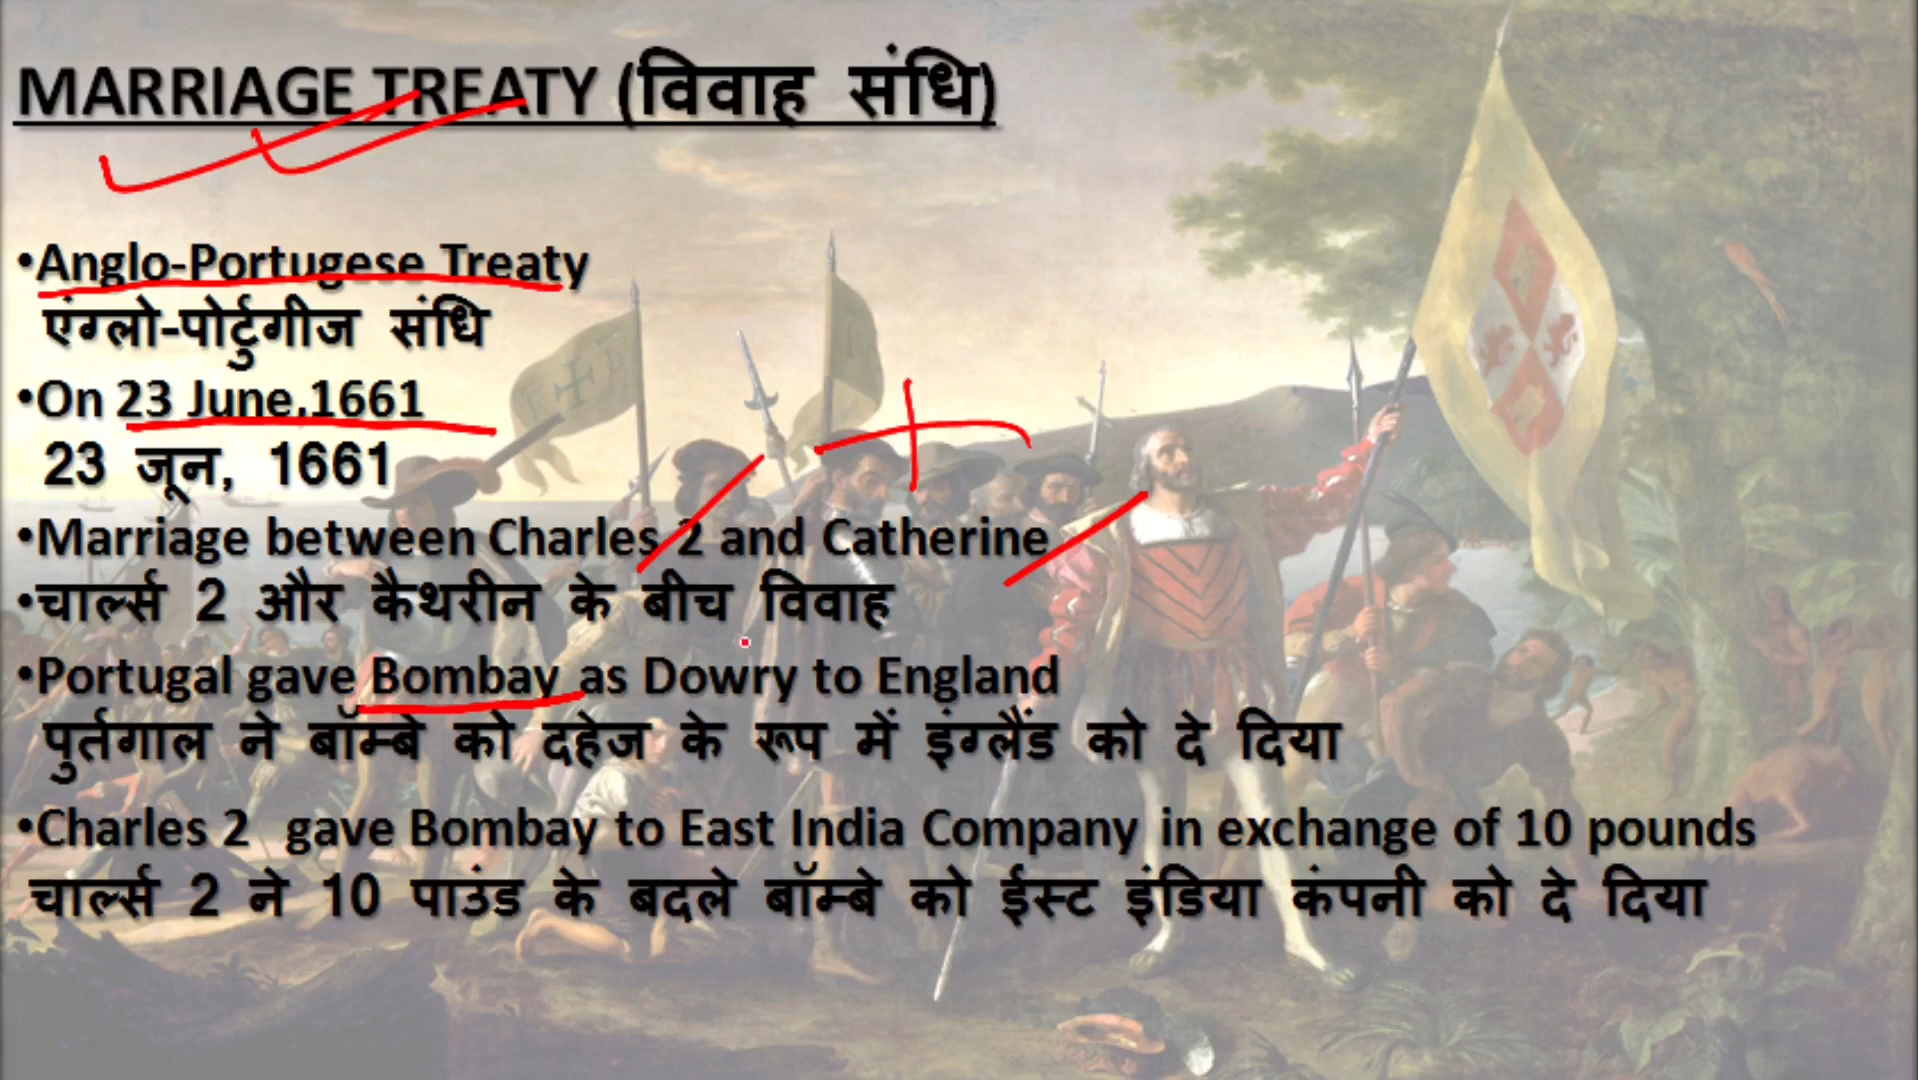 MARRIAGE TREATY (विवाह संधि)
•Anglo-Portugese Treaty
एंग्लो-पोर्टुगीज संधि
•On 23 June,1661
23 जून, 1661
•Marriage between Charles 2 and Catherine
•चार्ल्स 2 और कैथरीन के बीच विवाह
•Portugal gave Bombay as Dowry to England
पुर्तगाल ने बॉम्बे को दहेज के रूप में इंग्लैंड को दे दिया
•Charles 2 gave Bombay to East India Company in exchange of 10 pounds
चार्ल्स 2 ने 10 पाउंड के बदले बॉम्बे को ईस्ट इंडिया कंपनी को दे दिया